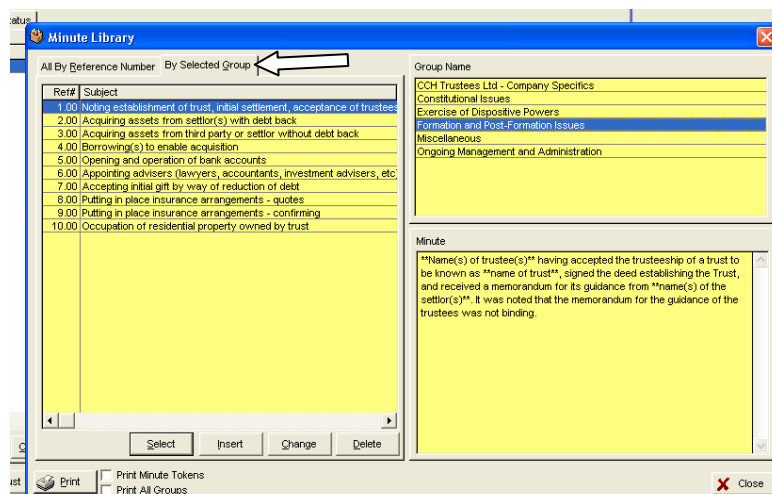 atus
Minute Library
All By Reference Number
By Selected Group
Ref# Subject
1.00 Noting establishment of trust, initial settlement, acceptance of trustees
2.00 Acquiring assets from settlor(s) with debt back
3.00 Acquiring assets from third party or settlor without debt back
4.00 Borrowing(s) to enable acquisition
5.00 Opening and operation of bank accounts
6.00 Appointing advisers (lawyers, accountants, investment advisers, etc)
7.00 Accepting initial gift by way of reduction of debt
8.00 Putting in place insurance arrangements - quotes
9.00 Putting in place insurance arrangements - confirming
10.00 Occupation of residential property owned by trust
Select Insert Change Delete
Group Name
CCH Trustees Ltd - Company Specifics
Constitutional Issues
Exercise of Dispositive Powers
Formation and Post-Formation Issues
Miscellaneous
Ongoing Management and Administration
Minute
**Name(s) of trustee(s)** having accepted the trusteeship of a trust to
be known as **name of trust**, signed the deed establishing the Trust,
and received a memorandum for its guidance from **name(s) of the
settlor(s)**. It was noted that the memorandum for the guidance of the
trustees was not binding.
ust
Print
Print Minute Tokens
Print All Groups
Close